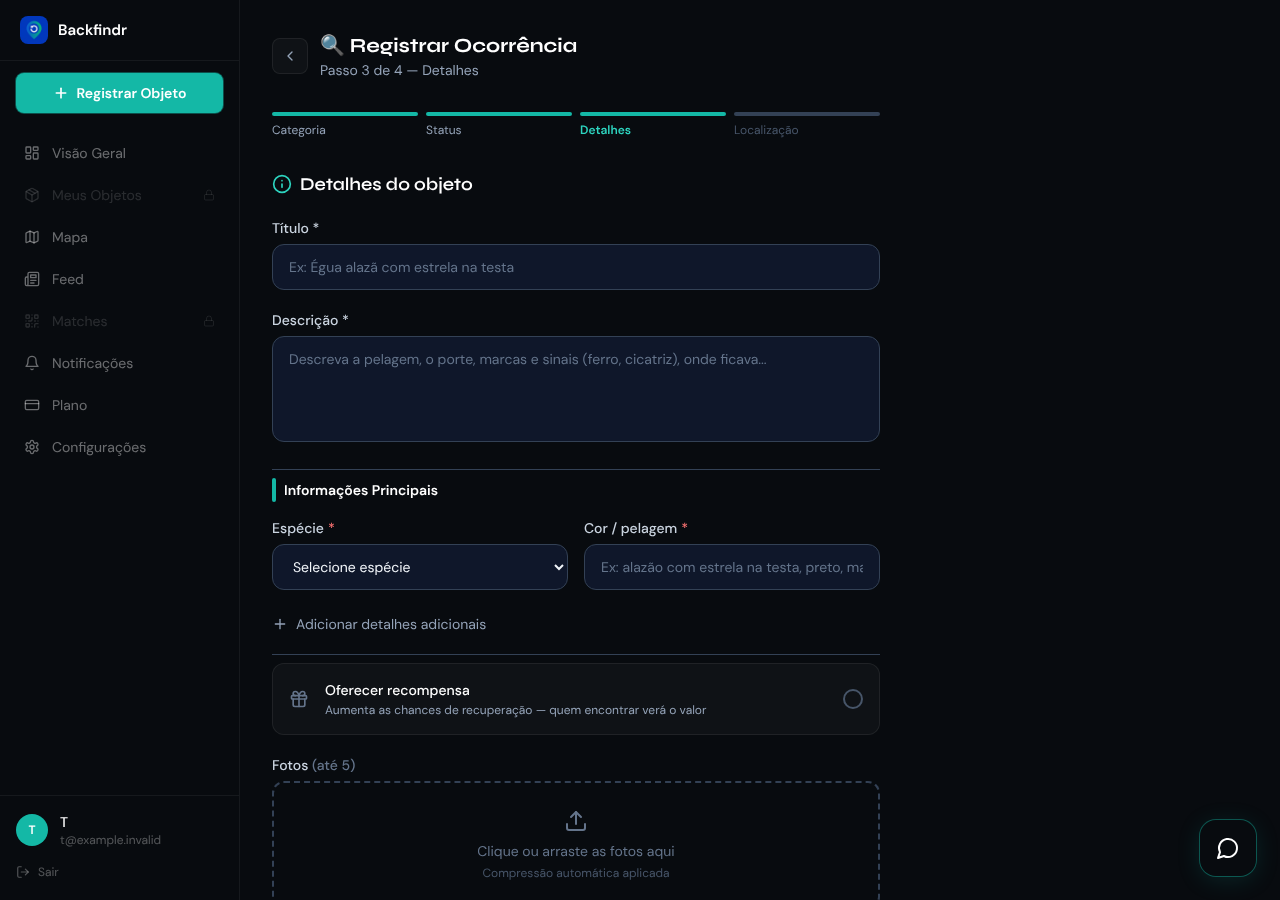 Backfindr
Registrar Objeto
Visão Geral
Meus Objetos
Mapa
Feed
Matches
Notificações
Plano
Configurações
T
T
t@example.invalid
Sair
Registrar Ocorrência
Passo 3 de 4 — Detalhes
Categoria
Status
Detalhes
Localização
Detalhes do objeto
Título *
Ex: Égua alazã com estrela na testa
Descrição *
Descreva a pelagem, o porte, marcas e sinais (ferro, cicatriz), onde ficava...
Informações Principais
Espécie *
Cor / pelagem *
Selecione espécie
Ex: alazão com estrela na testa, preto, ma
Adicionar detalhes adicionais
Oferecer recompensa
Aumenta as chances de recuperação — quem encontrar verá o valor
Fotos (até 5)
Clique ou arraste as fotos aqui
Compressão automática aplicada